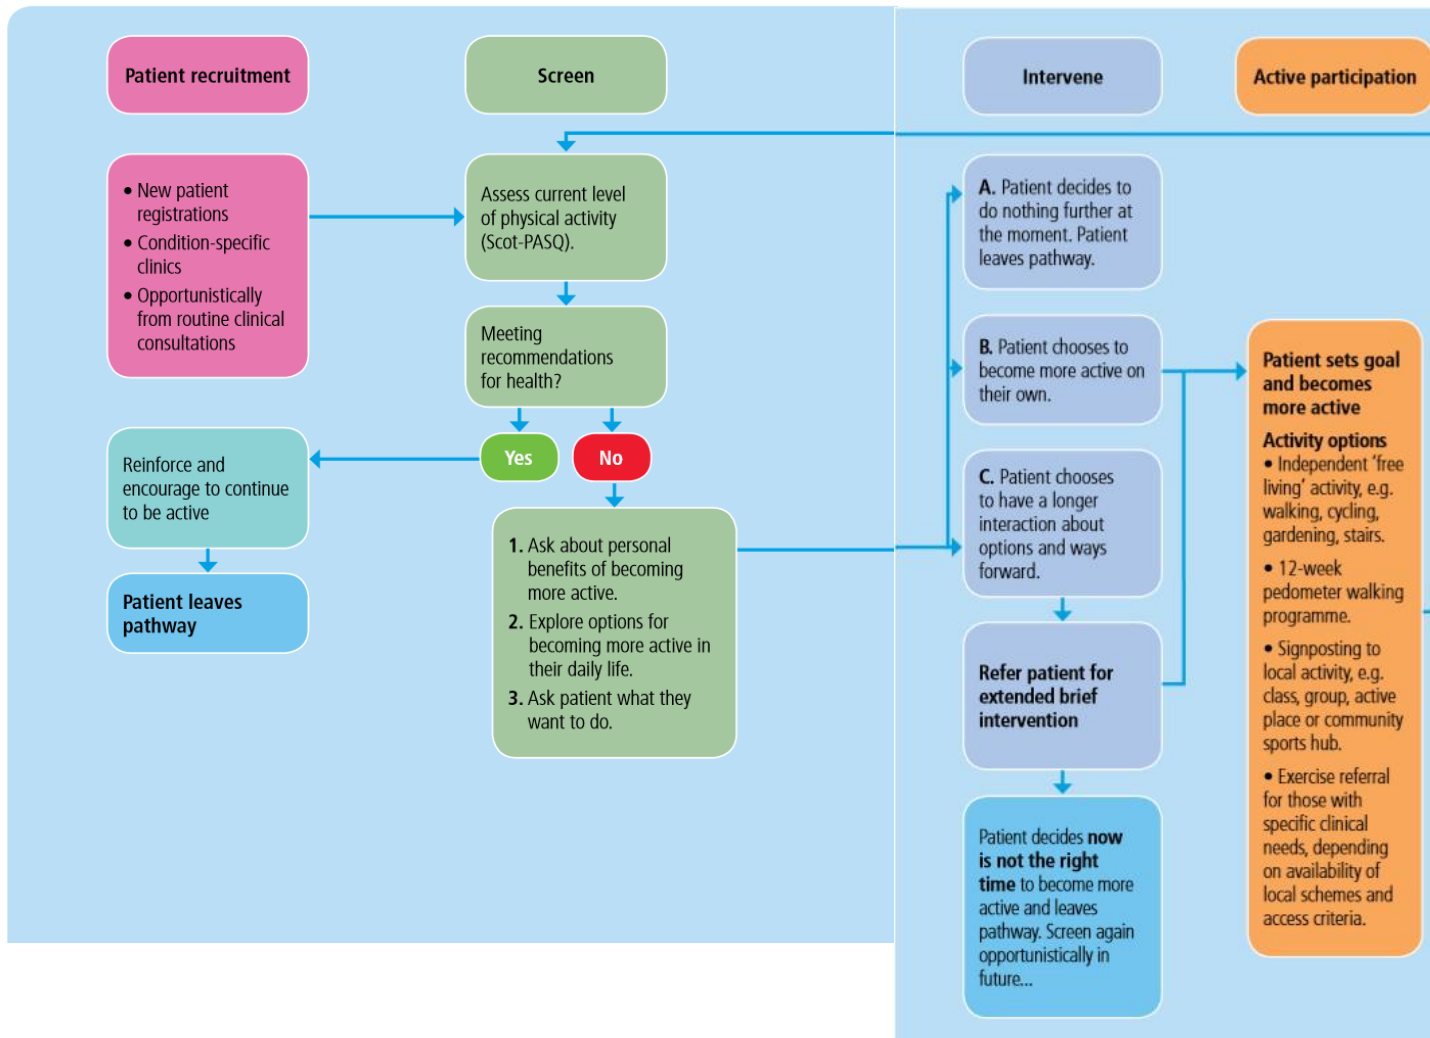 Patient recruitment
Screen
Intervene
Active participation
• New patient
registrations
• Condition-specific
clinics
• Opportunistically
from routine clinical
consultations
Assess current level
of physical activity
(Scot-PASQ).
Meeting
recommendations
for health?
Yes
No
Reinforce and
encourage to continue
to be active
Patient leaves
pathway
1. Ask about personal
benefits of becoming
more active.
2. Explore options for
becoming more active in
their daily life.
3. Ask patient what they
want to do.
A. Patient decides to
do nothing further at
the moment. Patient
leaves pathway.
B. Patient chooses to
become more active on
their own.
C. Patient chooses
to have a longer
interaction about
options and ways
forward.
Refer patient for
extended brief
intervention
Patient decides now
is not the right
time to become more
active and leaves
pathway. Screen again
opportunistically in
future...
Patient sets goal
and becomes
more active
Activity options
• Independent ‘free
living’ activity, e.g.
walking, cycling,
gardening, stairs.
• 12-week
pedometer walking
programme.
• Signposting to
local activity, e.g.
class, group, active
place or community
sports hub.
• Exercise referral
for those with
specific clinical
needs, depending
on availability of
local schemes and
access criteria.